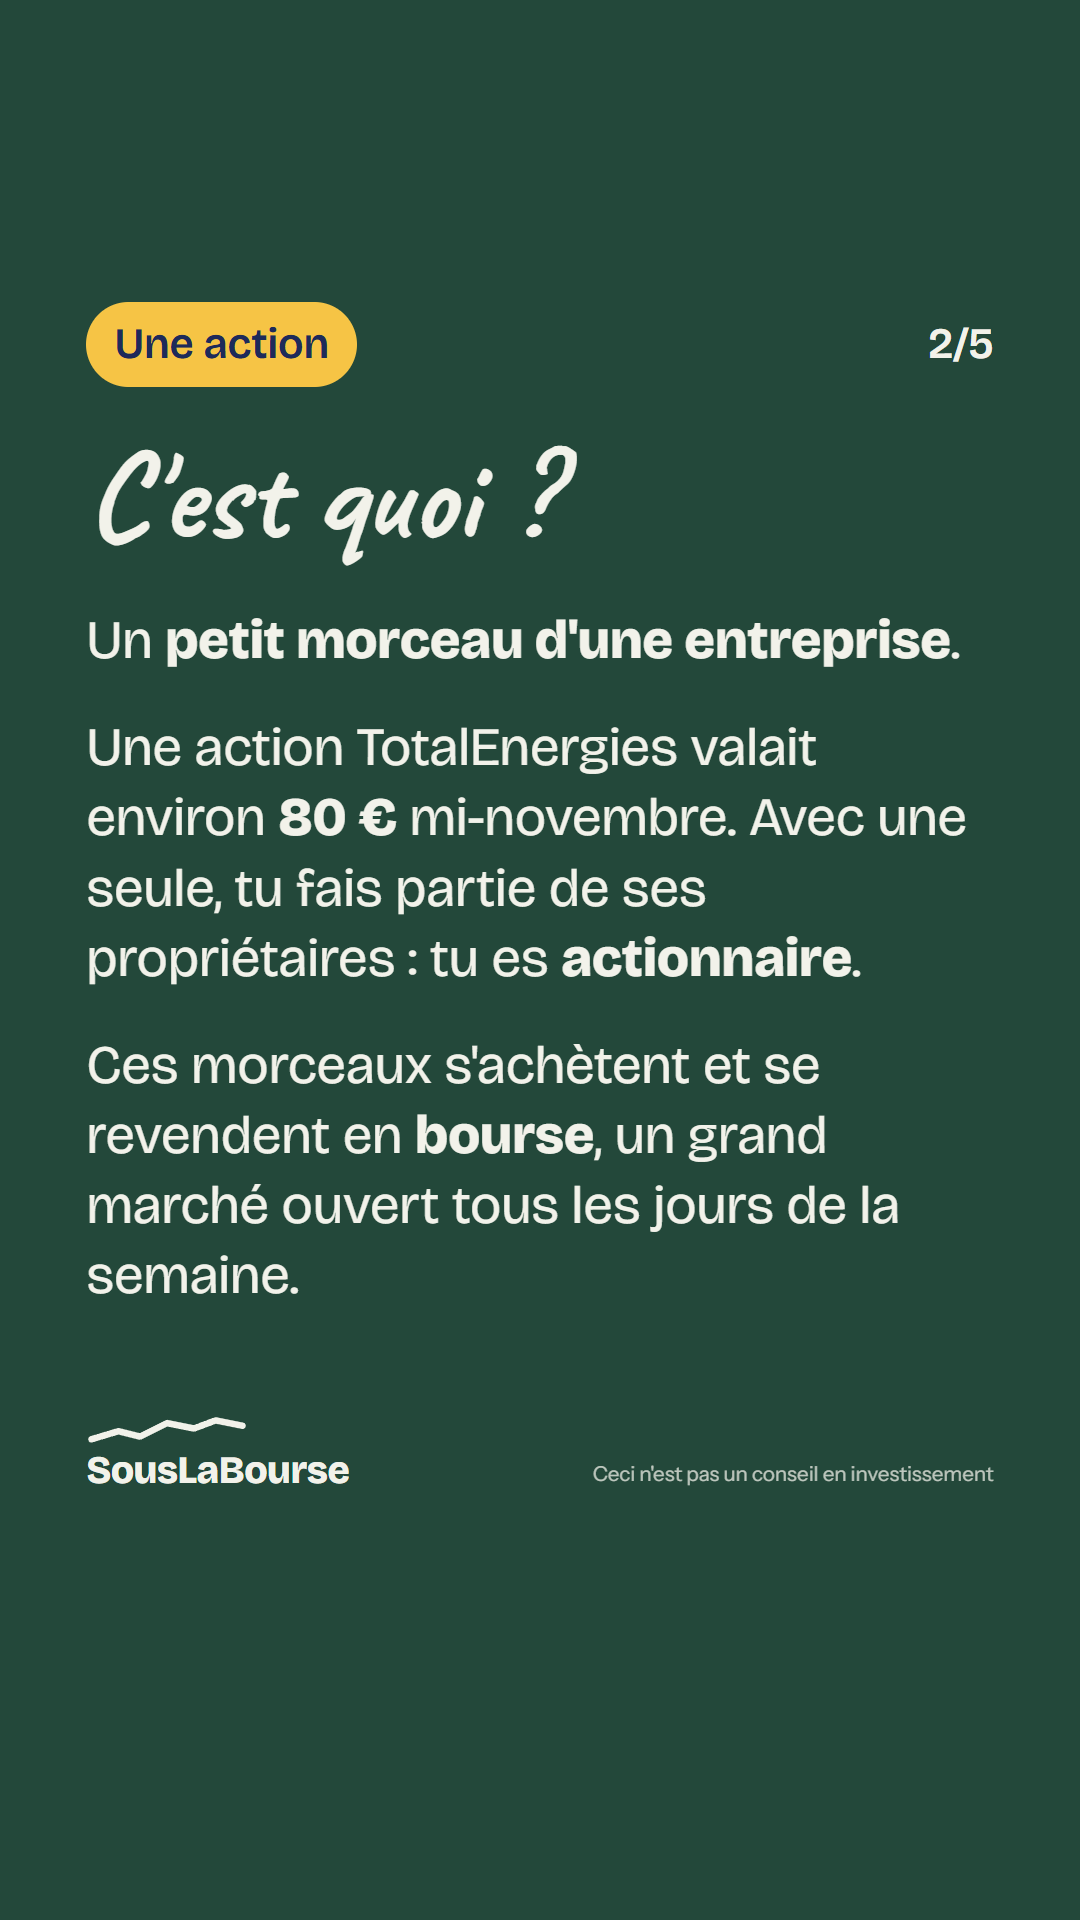 Une action
2/5
C'est quoi ?
Un petit morceau d'une entreprise.
Une action TotalEnergies valait
environ 80 € mi-novembre. Avec une
seule, tu fais partie de ses
propriétaires : tu es actionnaire.
Ces morceaux s'achètent et se
revendent en bourse, un grand
marché ouvert tous les jours de la
semaine.
SousLaBourse
Ceci n'est pas un conseil en investissement